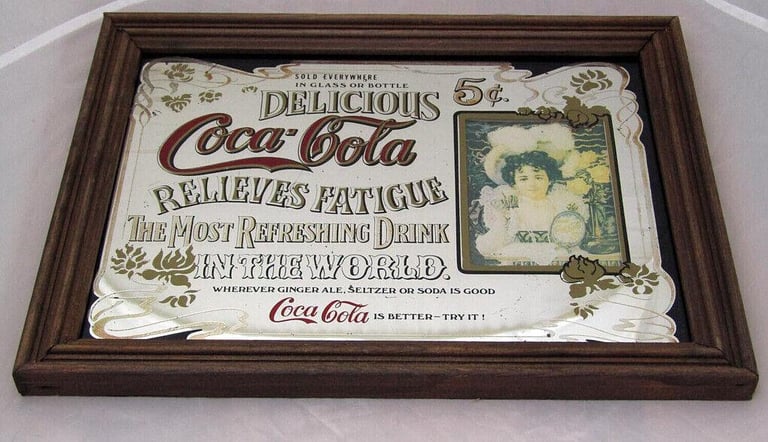 SOLD EVERYWHERE
IN GLASS OR BOTTLE
DELICIOUS
5¢.
Coca-Cola
RELIEVES FATIGUE
THE MOST REFRESHING DRINK
IN THE WORLD.
WHEREVER GINGER ALE, SELTZER OR SODA IS GOOD
Coca Cola IS BETTER – TRY IT !